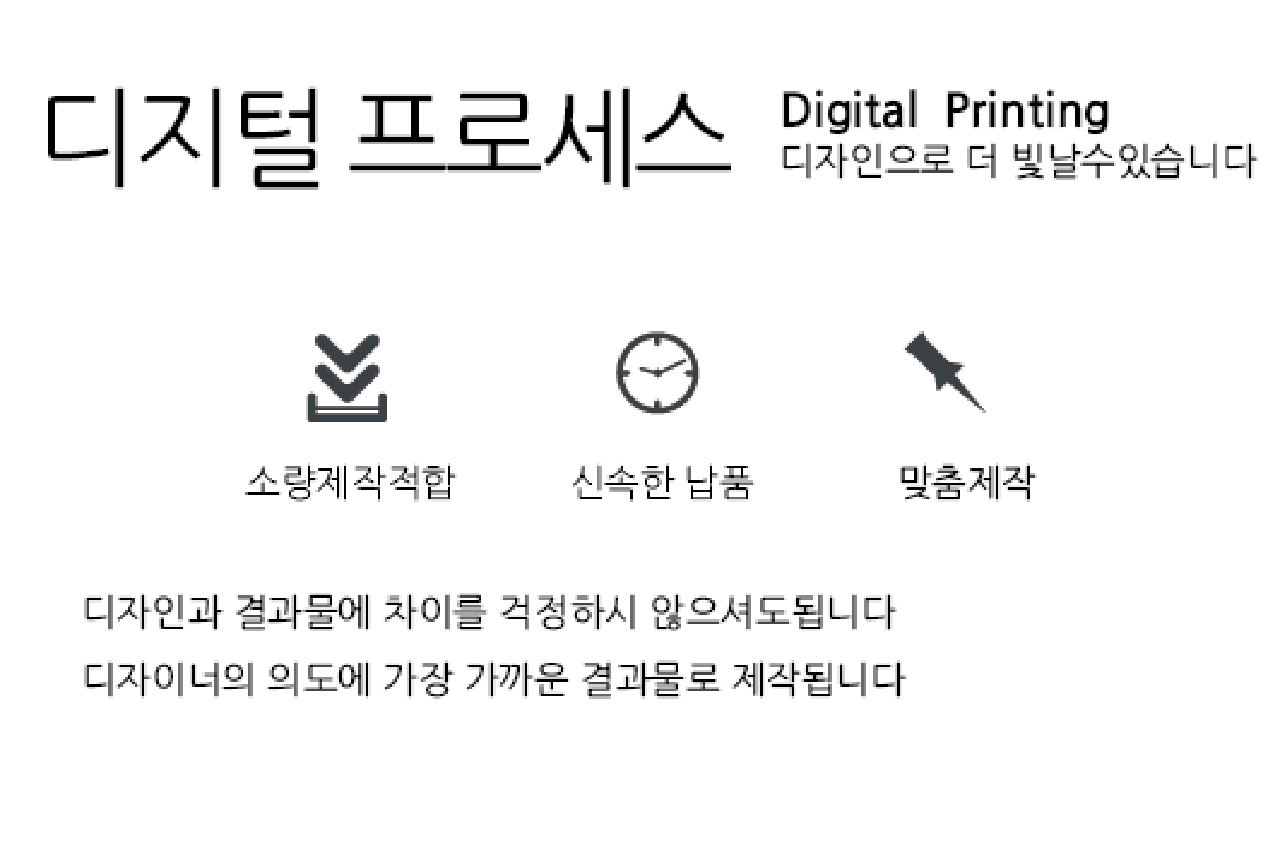 디지털 프로세스
Digital Printing
디자인으로 더 빛날수있습니다
소량제작적합
신속한 납품
맞춤제작
디자인과 결과물에 차이를 걱정하시 않으셔도됩니다
디자이너의 의도에 가장 가까운 결과물로 제작됩니다